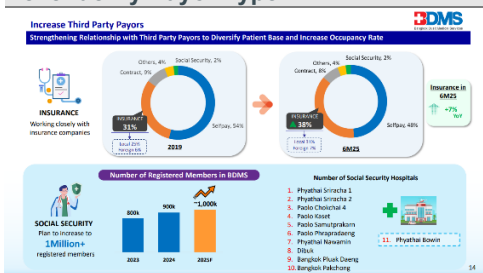 Increase Third Party Payors
BDMS
Strengthening Relationship with Third Party Payors to Diversify Patient Base and Increase Occupancy Rate
INSURANCE
Working closely with
insurance companies
Others, 4%
Social Security, 2%
Contract, 9%
INSURANCE
31%
Local 25%
Foreign 6%
Selfpay, 54%
2019
Others, 4%
Social Security, 2%
Contract, 8%
INSURANCE
38%
Selfpay, 48%
6M25
Insurance in
6M25
+7%
YoY
SOCIAL SECURITY
Plan to increase to
1Million+
registered members
Number of Registered Members in BDMS
800k
900k
~1,000k
2023
2024
2025F
Number of Social Security Hospitals
1. Phyathai Sriracha 1
2. Phyathai Sriracha 2
3. Paolo Chokchai 4
4. Paolo Kaset
5. Paolo Samutprakarn
6. Paolo Phrapradaeng
7. Phyathai Nawamin
8. Dibuk
9. Bangkok Pluak Daeng
10. Bangkok Pakchong
11. Phyathai Bowin
14